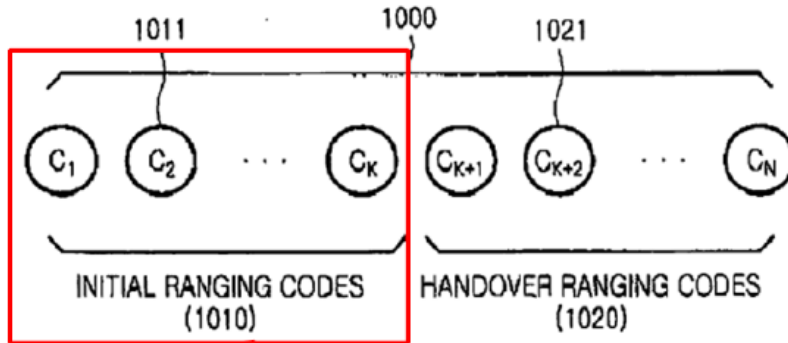 1000
1011 1021
C1 C2 ... CK CK+1 CK+2 ... CN
INITIAL RANGING CODES HANDOVER RANGING CODES
(1010) (1020)